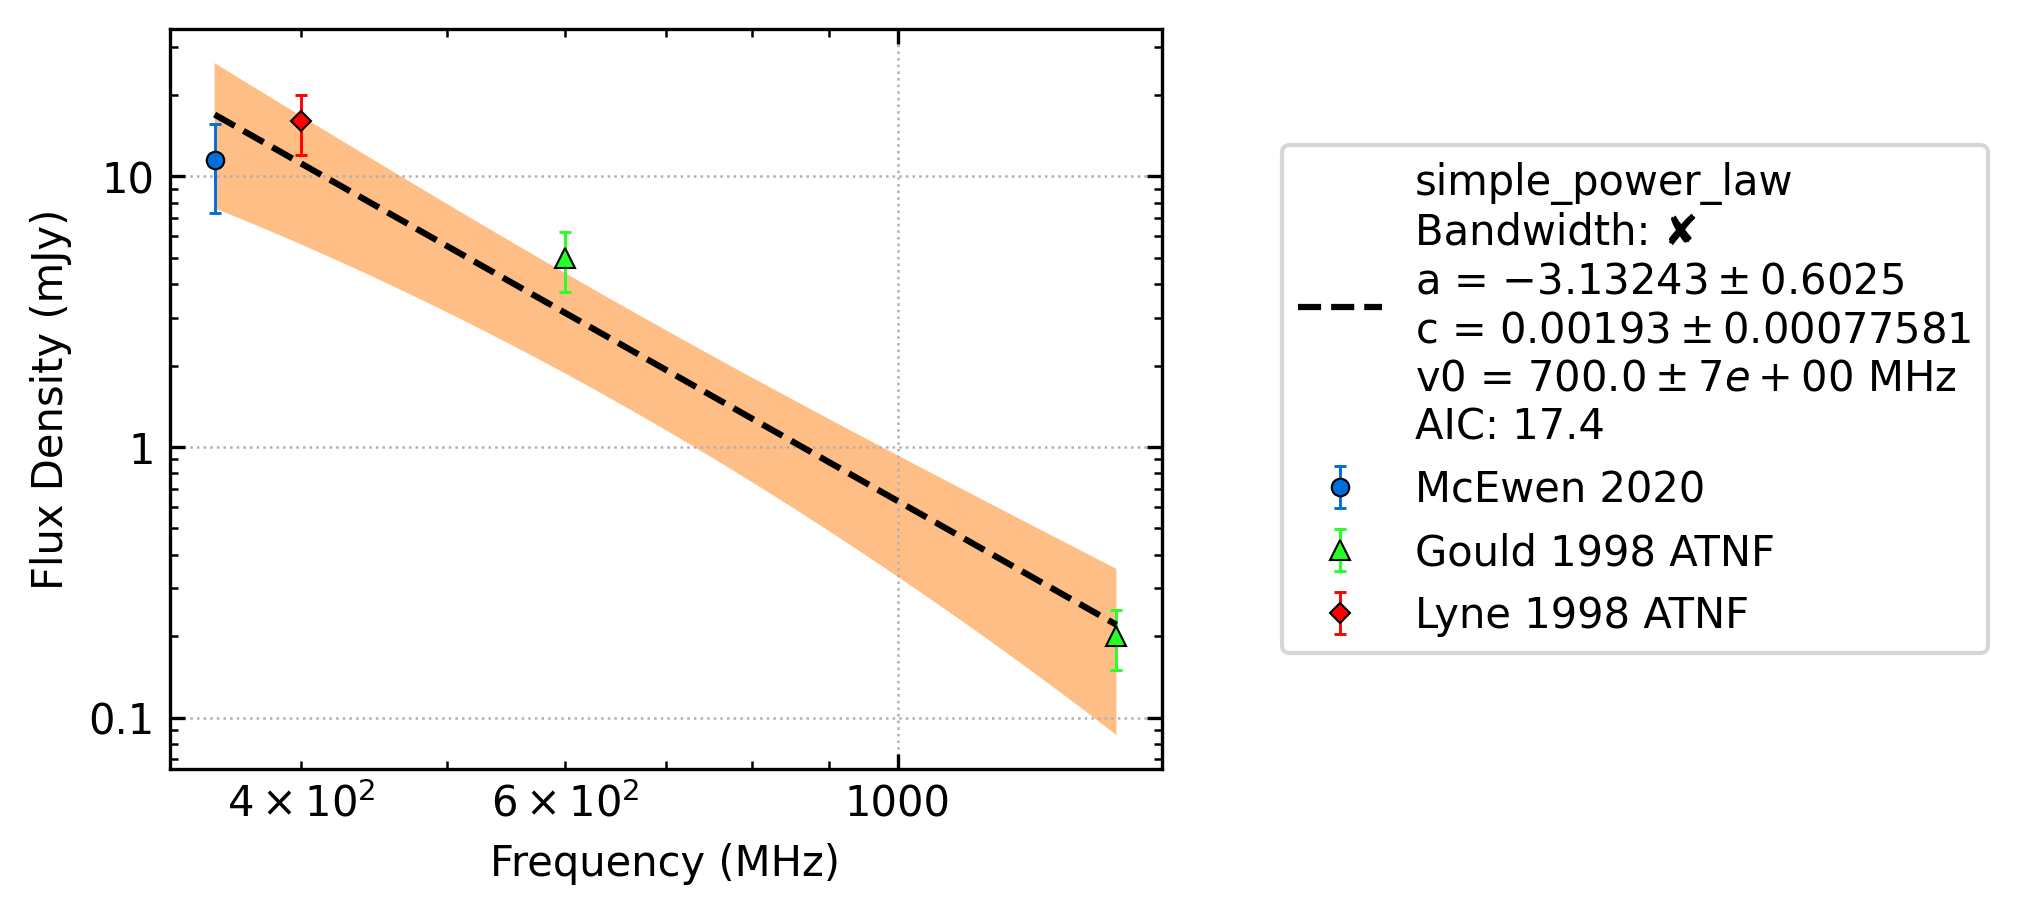 Flux Density (mJy)
10
1
0.1
4 × 10²
6 × 10²
1000
Frequency (MHz)
simple_power_law
Bandwidth: ✘
a = −3.13243 ± 0.6025
c = 0.00193 ± 0.00077581
v0 = 700.0 ± 7e + 00 MHz
AIC: 17.4
McEwen 2020
Gould 1998 ATNF
Lyne 1998 ATNF